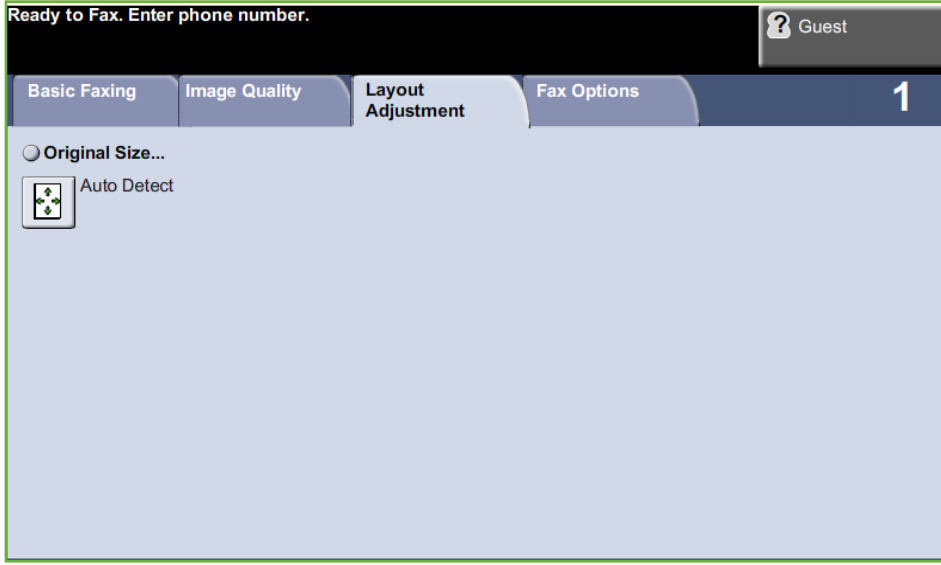 Ready to Fax. Enter phone number.
? Guest
Basic Faxing
Image Quality
Layout
Adjustment
Fax Options
1
Original Size...
Auto Detect